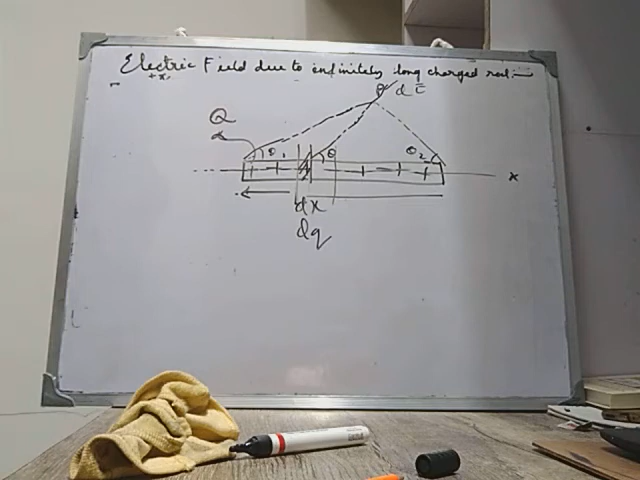 Electric Field due to infinitely long charged rod :—
P dE
Q
θ1 θ θ2
x
dx
dq